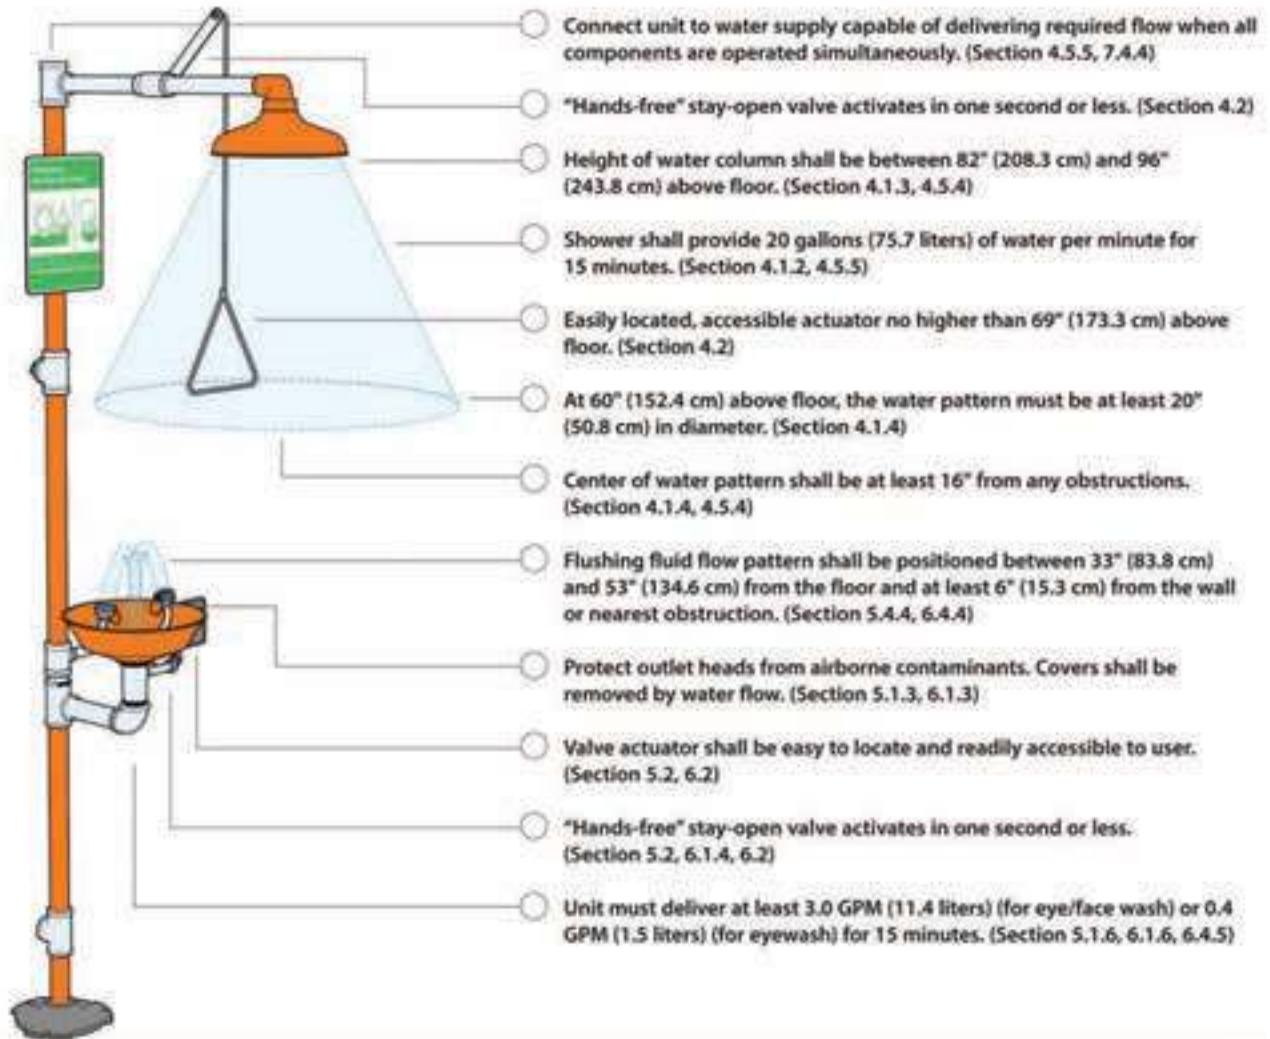 Connect unit to water supply capable of delivering required flow when all
components are operated simultaneously. (Section 4.5.5, 7.4.4)
"Hands-free" stay-open valve activates in one second or less. (Section 4.2)
Height of water column shall be between 82" (208.3 cm) and 96"
(243.8 cm) above floor. (Section 4.1.3, 4.5.4)
Shower shall provide 20 gallons (75.7 liters) of water per minute for
15 minutes. (Section 4.1.2, 4.5.5)
Easily located, accessible actuator no higher than 69" (173.3 cm) above
floor. (Section 4.2)
At 60" (152.4 cm) above floor, the water pattern must be at least 20"
(50.8 cm) in diameter. (Section 4.1.4)
Center of water pattern shall be at least 16" from any obstructions.
(Section 4.1.4, 4.5.4)
Flushing fluid flow pattern shall be positioned between 33" (83.8 cm)
and 53" (134.6 cm) from the floor and at least 6" (15.3 cm) from the wall
or nearest obstruction. (Section 5.4.4, 6.4.4)
Protect outlet heads from airborne contaminants. Covers shall be
removed by water flow. (Section 5.1.3, 6.1.3)
Valve actuator shall be easy to locate and readily accessible to user.
(Section 5.2, 6.2)
"Hands-free" stay-open valve activates in one second or less.
(Section 5.2, 6.1.4, 6.2)
Unit must deliver at least 3.0 GPM (11.4 liters) (for eye/face wash) or 0.4
GPM (1.5 liters) (for eyewash) for 15 minutes. (Section 5.1.6, 6.1.6, 6.4.5)